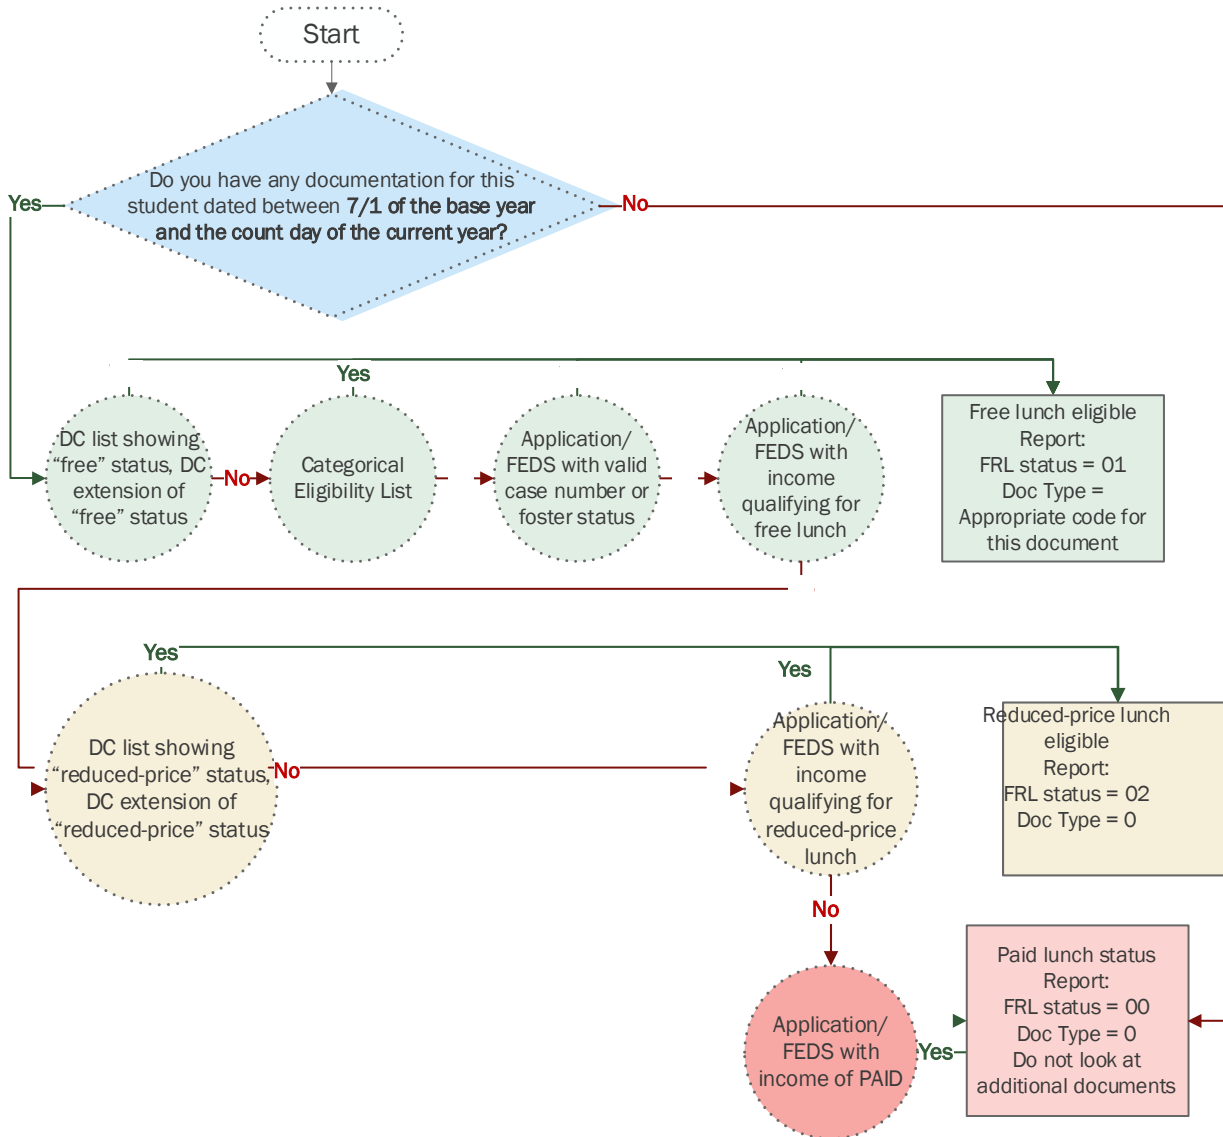 Start
Do you have any documentation for this
student dated between 7/1 of the base year
and the count day of the current year?
Yes
No
Yes
DC list showing
“free” status, DC
extension of
“free” status
No
Categorical
Eligibility List
Application/
FEDS with valid
case number or
foster status
Application/
FEDS with
income
qualifying for
free lunch
Free lunch eligible
Report:
FRL status = 01
Doc Type =
Appropriate code for
this document
Yes
Yes
DC list showing
“reduced-price” status,
DC extension of
“reduced-price” status
No
Application/
FEDS with
income
qualifying for
reduced-price
lunch
Reduced-price lunch
eligible
Report:
FRL status = 02
Doc Type = 0
No
Application/
FEDS with
income of PAID
Yes
Paid lunch status
Report:
FRL status = 00
Doc Type = 0
Do not look at
additional documents